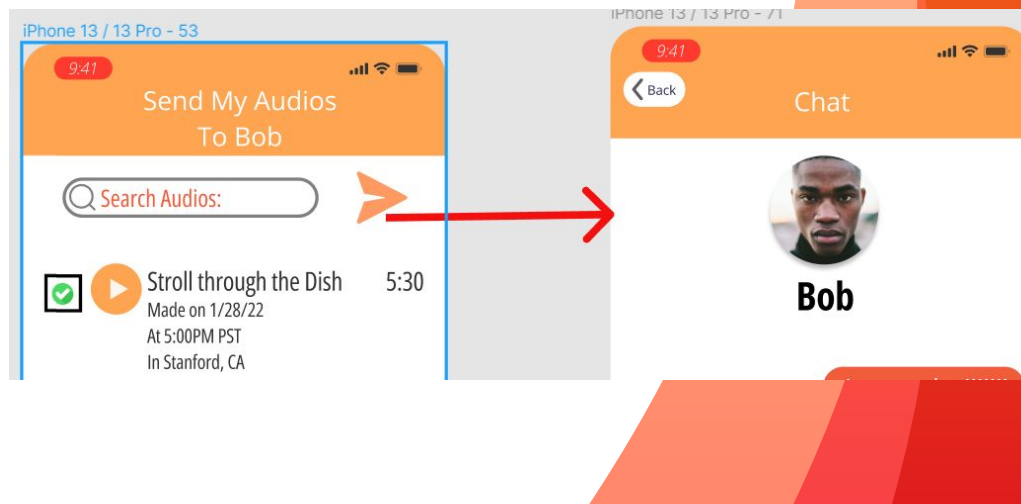 iPhone 13 / 13 Pro - 53
9:41
Send My Audios
To Bob
Search Audios:
Stroll through the Dish 5:30
Made on 1/28/22
At 5:00PM PST
In Stanford, CA
iPhone 13 / 13 Pro - 71
9:41
Back
Chat
Bob